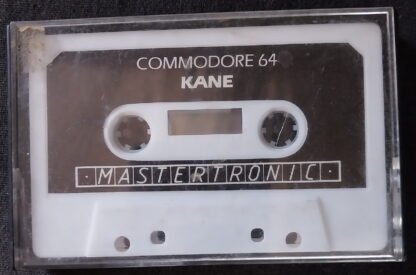 COMMODORE 64
KANE
· MASTERTRONIC ·